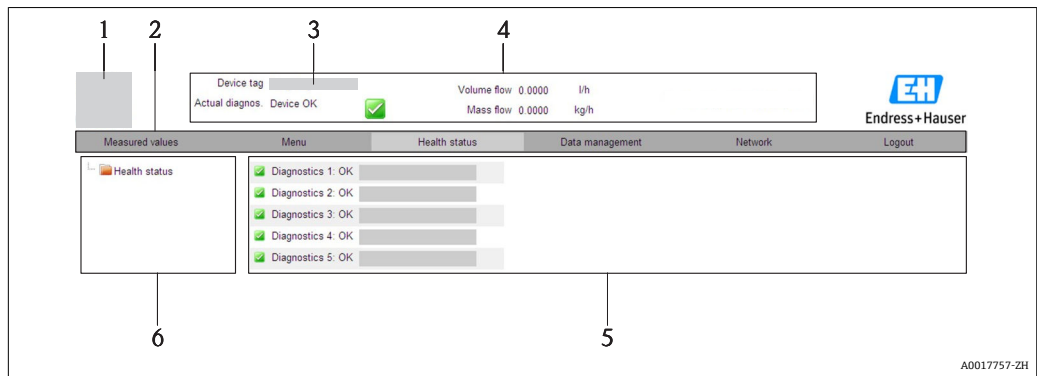 1 2 3 4
Device tag
Volume flow 0.0000 l/h
Actual diagnos. Device OK
Mass flow 0.0000 kg/h
EH
Endress+Hauser
Measured values Menu Health status Data management Network Logout
Health status
Diagnostics 1: OK
Diagnostics 2: OK
Diagnostics 3: OK
Diagnostics 4: OK
Diagnostics 5: OK
6 5
A0017757-ZH